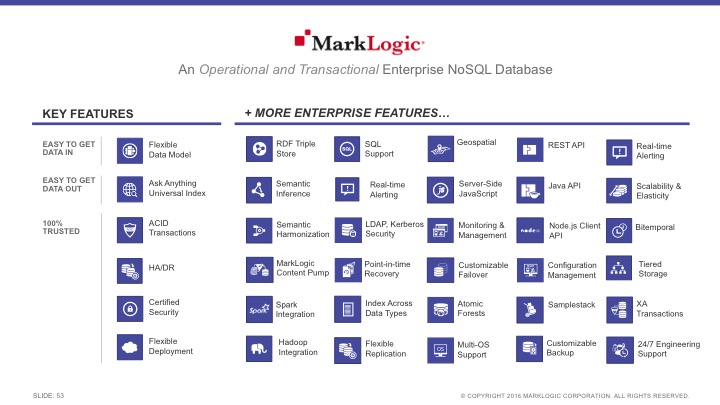 MarkLogic
An Operational and Transactional Enterprise NoSQL Database
KEY FEATURES
EASY TO GET
DATA IN
Flexible
Data Model
EASY TO GET
DATA OUT
Ask Anything
Universal Index
100%
TRUSTED
ACID
Transactions
HA/DR
Certified
Security
Flexible
Deployment
+ MORE ENTERPRISE FEATURES…
RDF Triple
Store
SQL
SQL
Support
Geospatial
REST API
Real-time
Alerting
Semantic
Inference
Real-time
Alerting
Server-Side
JavaScript
Java API
Scalability &
Elasticity
Semantic
Harmonization
LDAP, Kerberos
Security
Monitoring &
Management
node
Node.js Client
API
Bitemporal
MarkLogic
Content Pump
Point-in-time
Recovery
Customizable
Failover
Configuration
Management
Tiered
Storage
Spark
Spark
Integration
Index Across
Data Types
Atomic
Forests
Samplestack
XA
Transactions
Hadoop
Integration
Flexible
Replication
OS
Multi-OS
Support
Customizable
Backup
24/7 Engineering
Support
SLIDE: 53
© COPYRIGHT 2016 MARKLOGIC CORPORATION. ALL RIGHTS RESERVED.